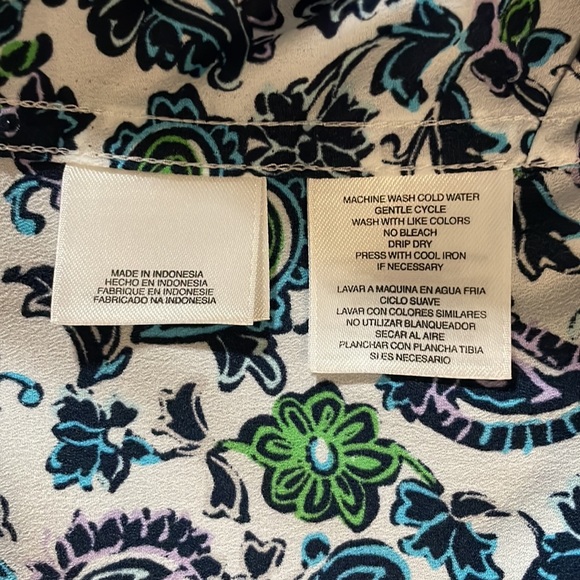 MADE IN INDONESIA
HECHO EN INDONESIA
FABRIQUE EN INDONESIE
FABRICADO NA INDONESIA
MACHINE WASH COLD WATER
GENTLE CYCLE
WASH WITH LIKE COLORS
NO BLEACH
DRIP DRY
PRESS WITH COOL IRON
IF NECESSARY
LAVAR A MAQUINA EN AGUA FRIA
CICLO SUAVE
LAVAR CON COLORES SIMILARES
NO UTILIZAR BLANQUEADOR
SECAR AL AIRE
PLANCHAR CON PLANCHA TIBIA
SI ES NECESARIO